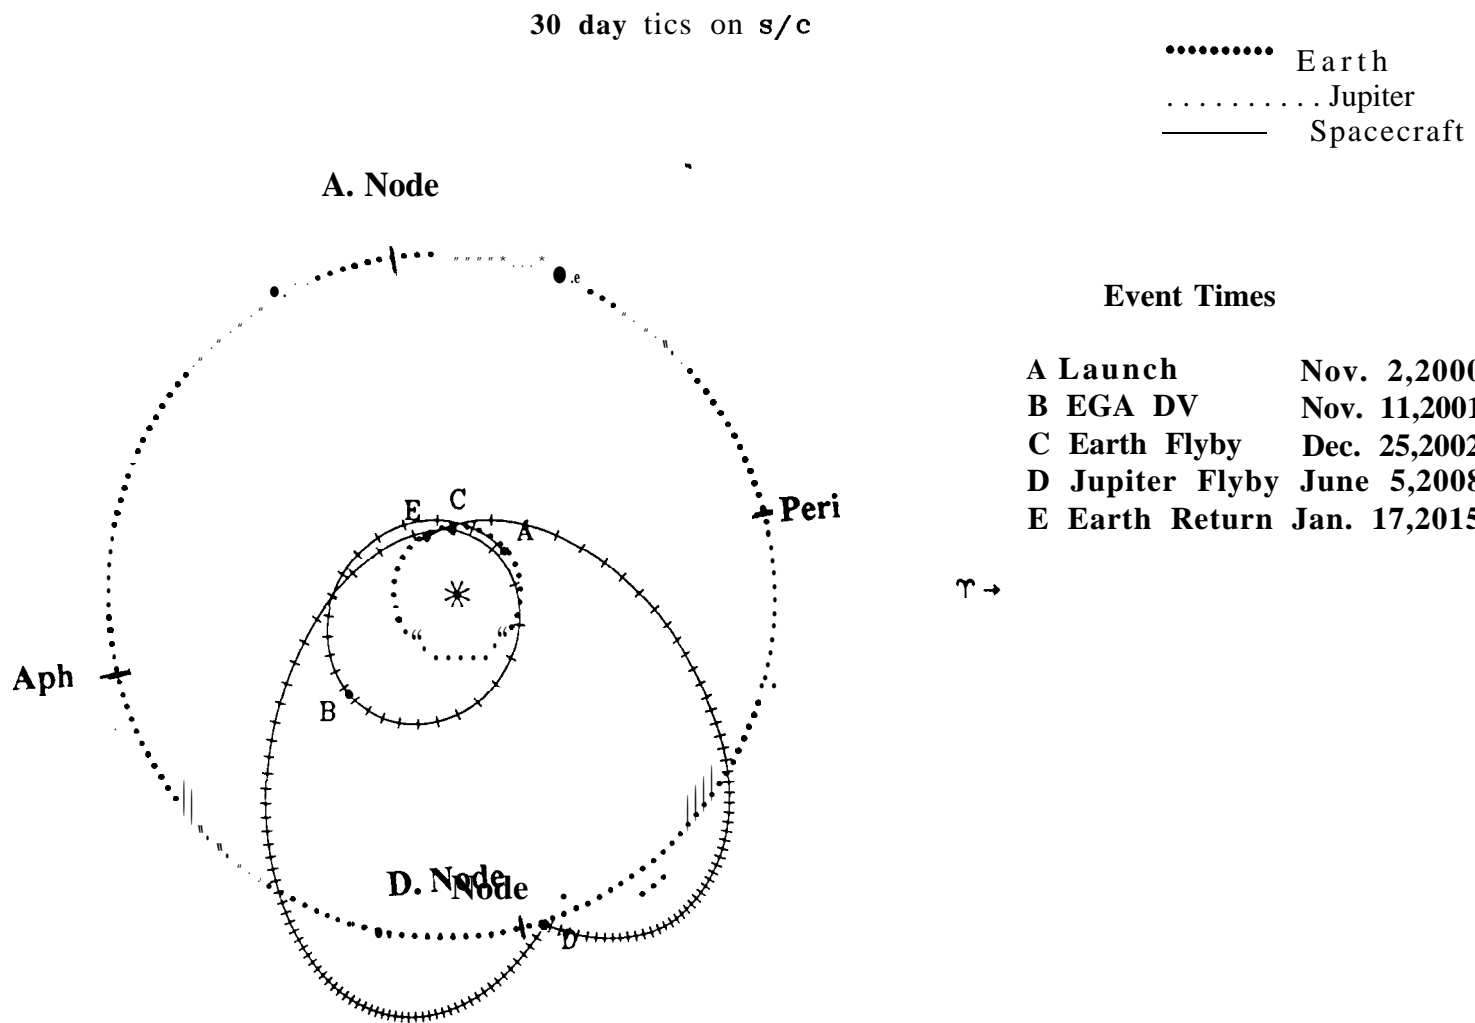 30 day tics on s/c
Earth
Jupiter
Spacecraft
A. Node
Event Times
A Launch Nov. 2,2000
B EGA DV Nov. 11,2001
C Earth Flyby Dec. 25,2002
D Jupiter Flyby June 5,2008
E Earth Return Jan. 17,2015
E
C
A
Peri
♈ →
Aph
B
D. Node
Node
D